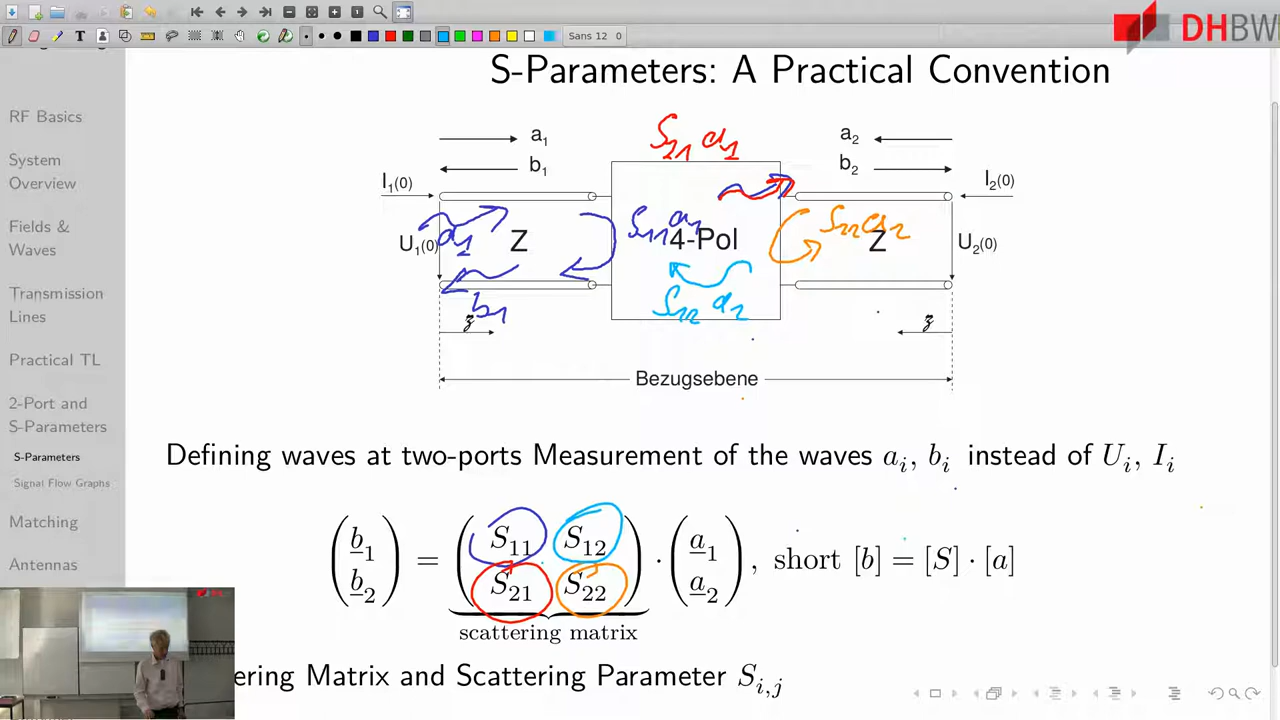 Sans 12 0
DHBW
S-Parameters: A Practical Convention
RF Basics
System
Overview
Fields &
Waves
Transmission
Lines
Practical TL
2-Port and
S-Parameters
S-Parameters
Signal Flow Graphs
Matching
Antennas
S21 a1
a1
a2
b1
b2
I1(0)
I2(0)
U1(0)
a1
Z
S11 a1
4-Pol
S22 a2
Z
U2(0)
b1
S12 a2
z
z
Bezugsebene
Defining waves at two-ports Measurement of the waves ai, bi instead of Ui, Ii
(b1 b2) = (S11 S12 S21 S22) · (a1 a2), short [b] = [S] · [a]
scattering matrix
ering Matrix and Scattering Parameter Si,j